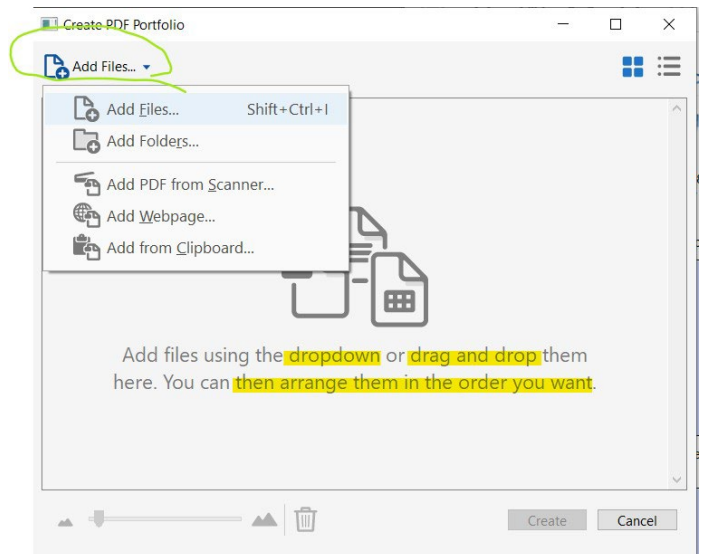 Create PDF Portfolio
Add Files...
Add Files... Shift+Ctrl+I
Add Folders...
Add PDF from Scanner...
Add Webpage...
Add from Clipboard...
Add files using the dropdown or drag and drop them
here. You can then arrange them in the order you want.
Create Cancel